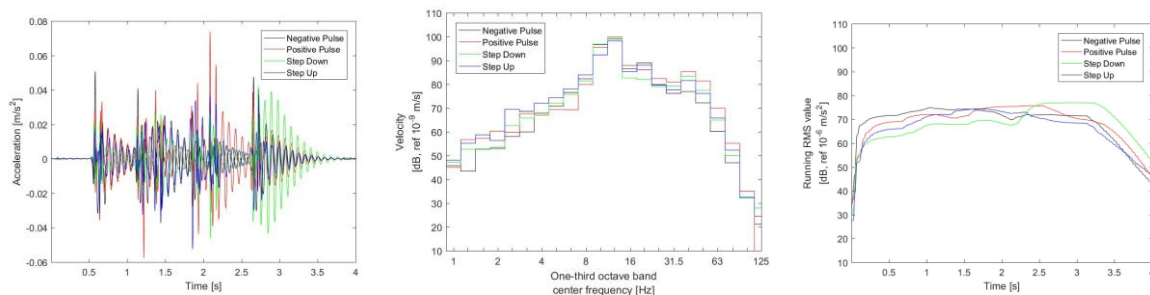 0.08
0.06
0.04
0.02
0
-0.02
-0.04
-0.06
Acceleration [m/s²]
0.5 1 1.5 2 2.5 3 3.5 4
Time [s]
Negative Pulse
Positive Pulse
Step Down
Step Up
110
100
90
80
70
60
50
40
30
20
10
Velocity
[dB, ref 10⁻⁹ m/s]
1 2 4 8 16 31.5 63 125
One-third octave band
center frequency [Hz]
Negative Pulse
Positive Pulse
Step Down
Step Up
110
100
90
80
70
60
50
40
30
20
10
Running RMS value
[dB, ref 10⁻⁶ m/s²]
0.5 1 1.5 2 2.5 3 3.5 4
Time [s]
Negative Pulse
Positive Pulse
Step Down
Step Up